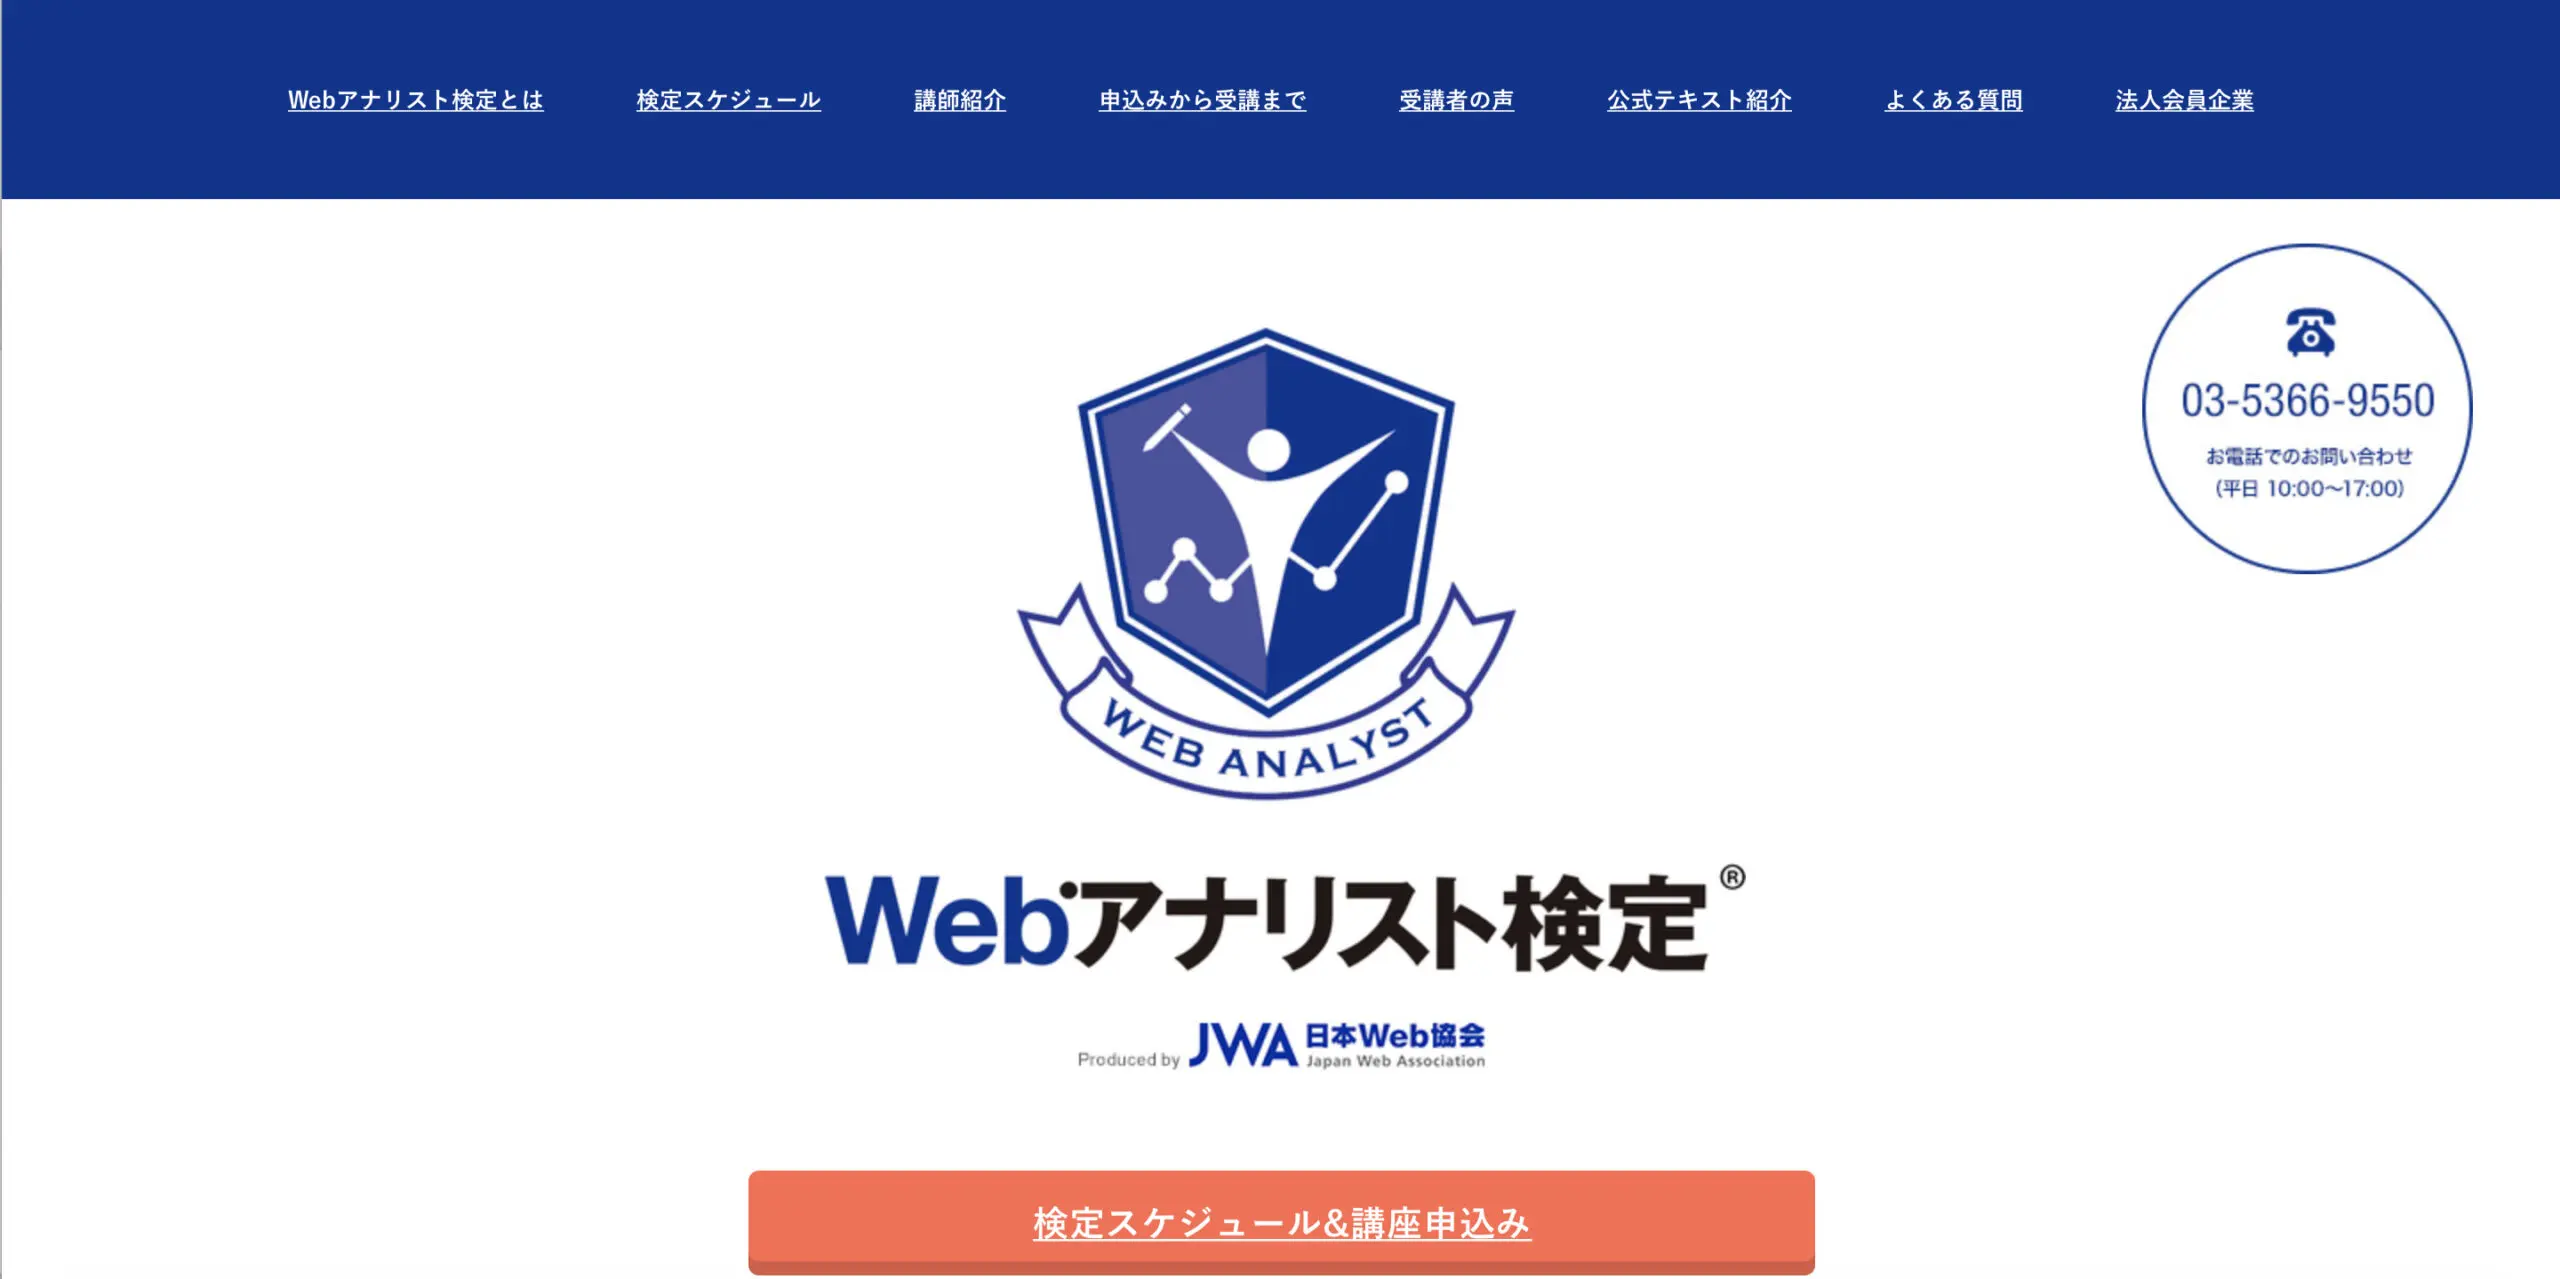 Webアナリスト検定とは 検定スケジュール 講師紹介 申込みから受講まで 受講者の声 公式テキスト紹介 よくある質問 法人会員企業
03-5366-9550
お電話でのお問い合わせ
(平日 10:00〜17:00)
WEB ANALYST
Webアナリスト検定®
Produced by JWA 日本Web協会
Japan Web Association
検定スケジュール&講座申込み